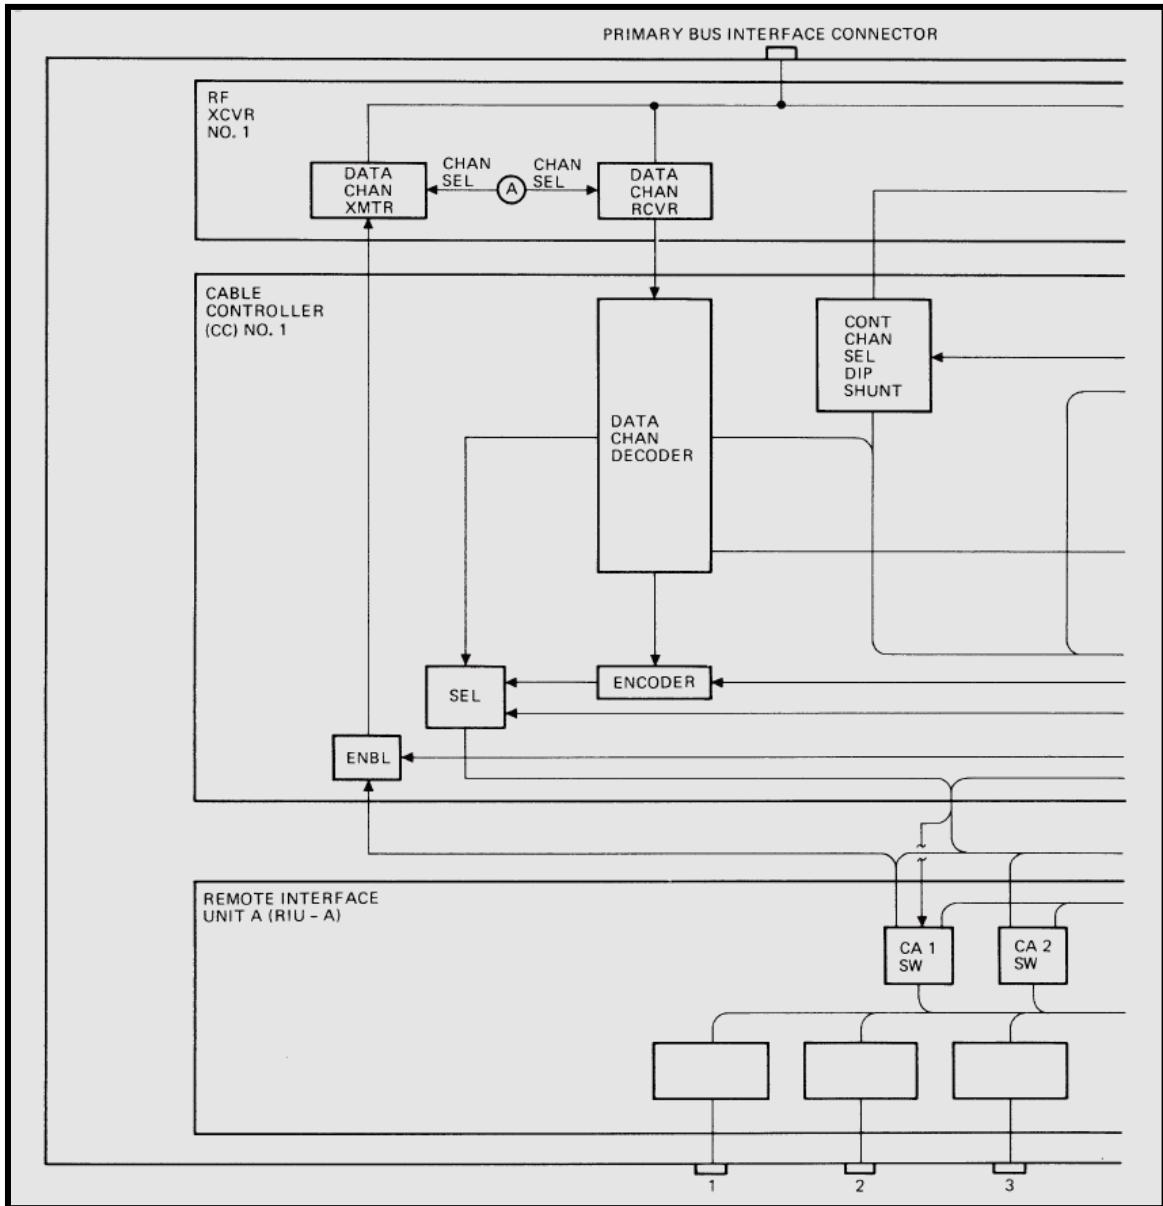 PRIMARY BUS INTERFACE CONNECTOR
RF
XCVR
NO. 1
DATA
CHAN
XMTR
CHAN
SEL
A
CHAN
SEL
DATA
CHAN
RCVR
CABLE
CONTROLLER
(CC) NO. 1
CONT
CHAN
SEL
DIP
SHUNT
DATA
CHAN
DECODER
SEL
ENCODER
ENBL
REMOTE INTERFACE
UNIT A (RIU - A)
CA 1
SW
CA 2
SW
1
2
3